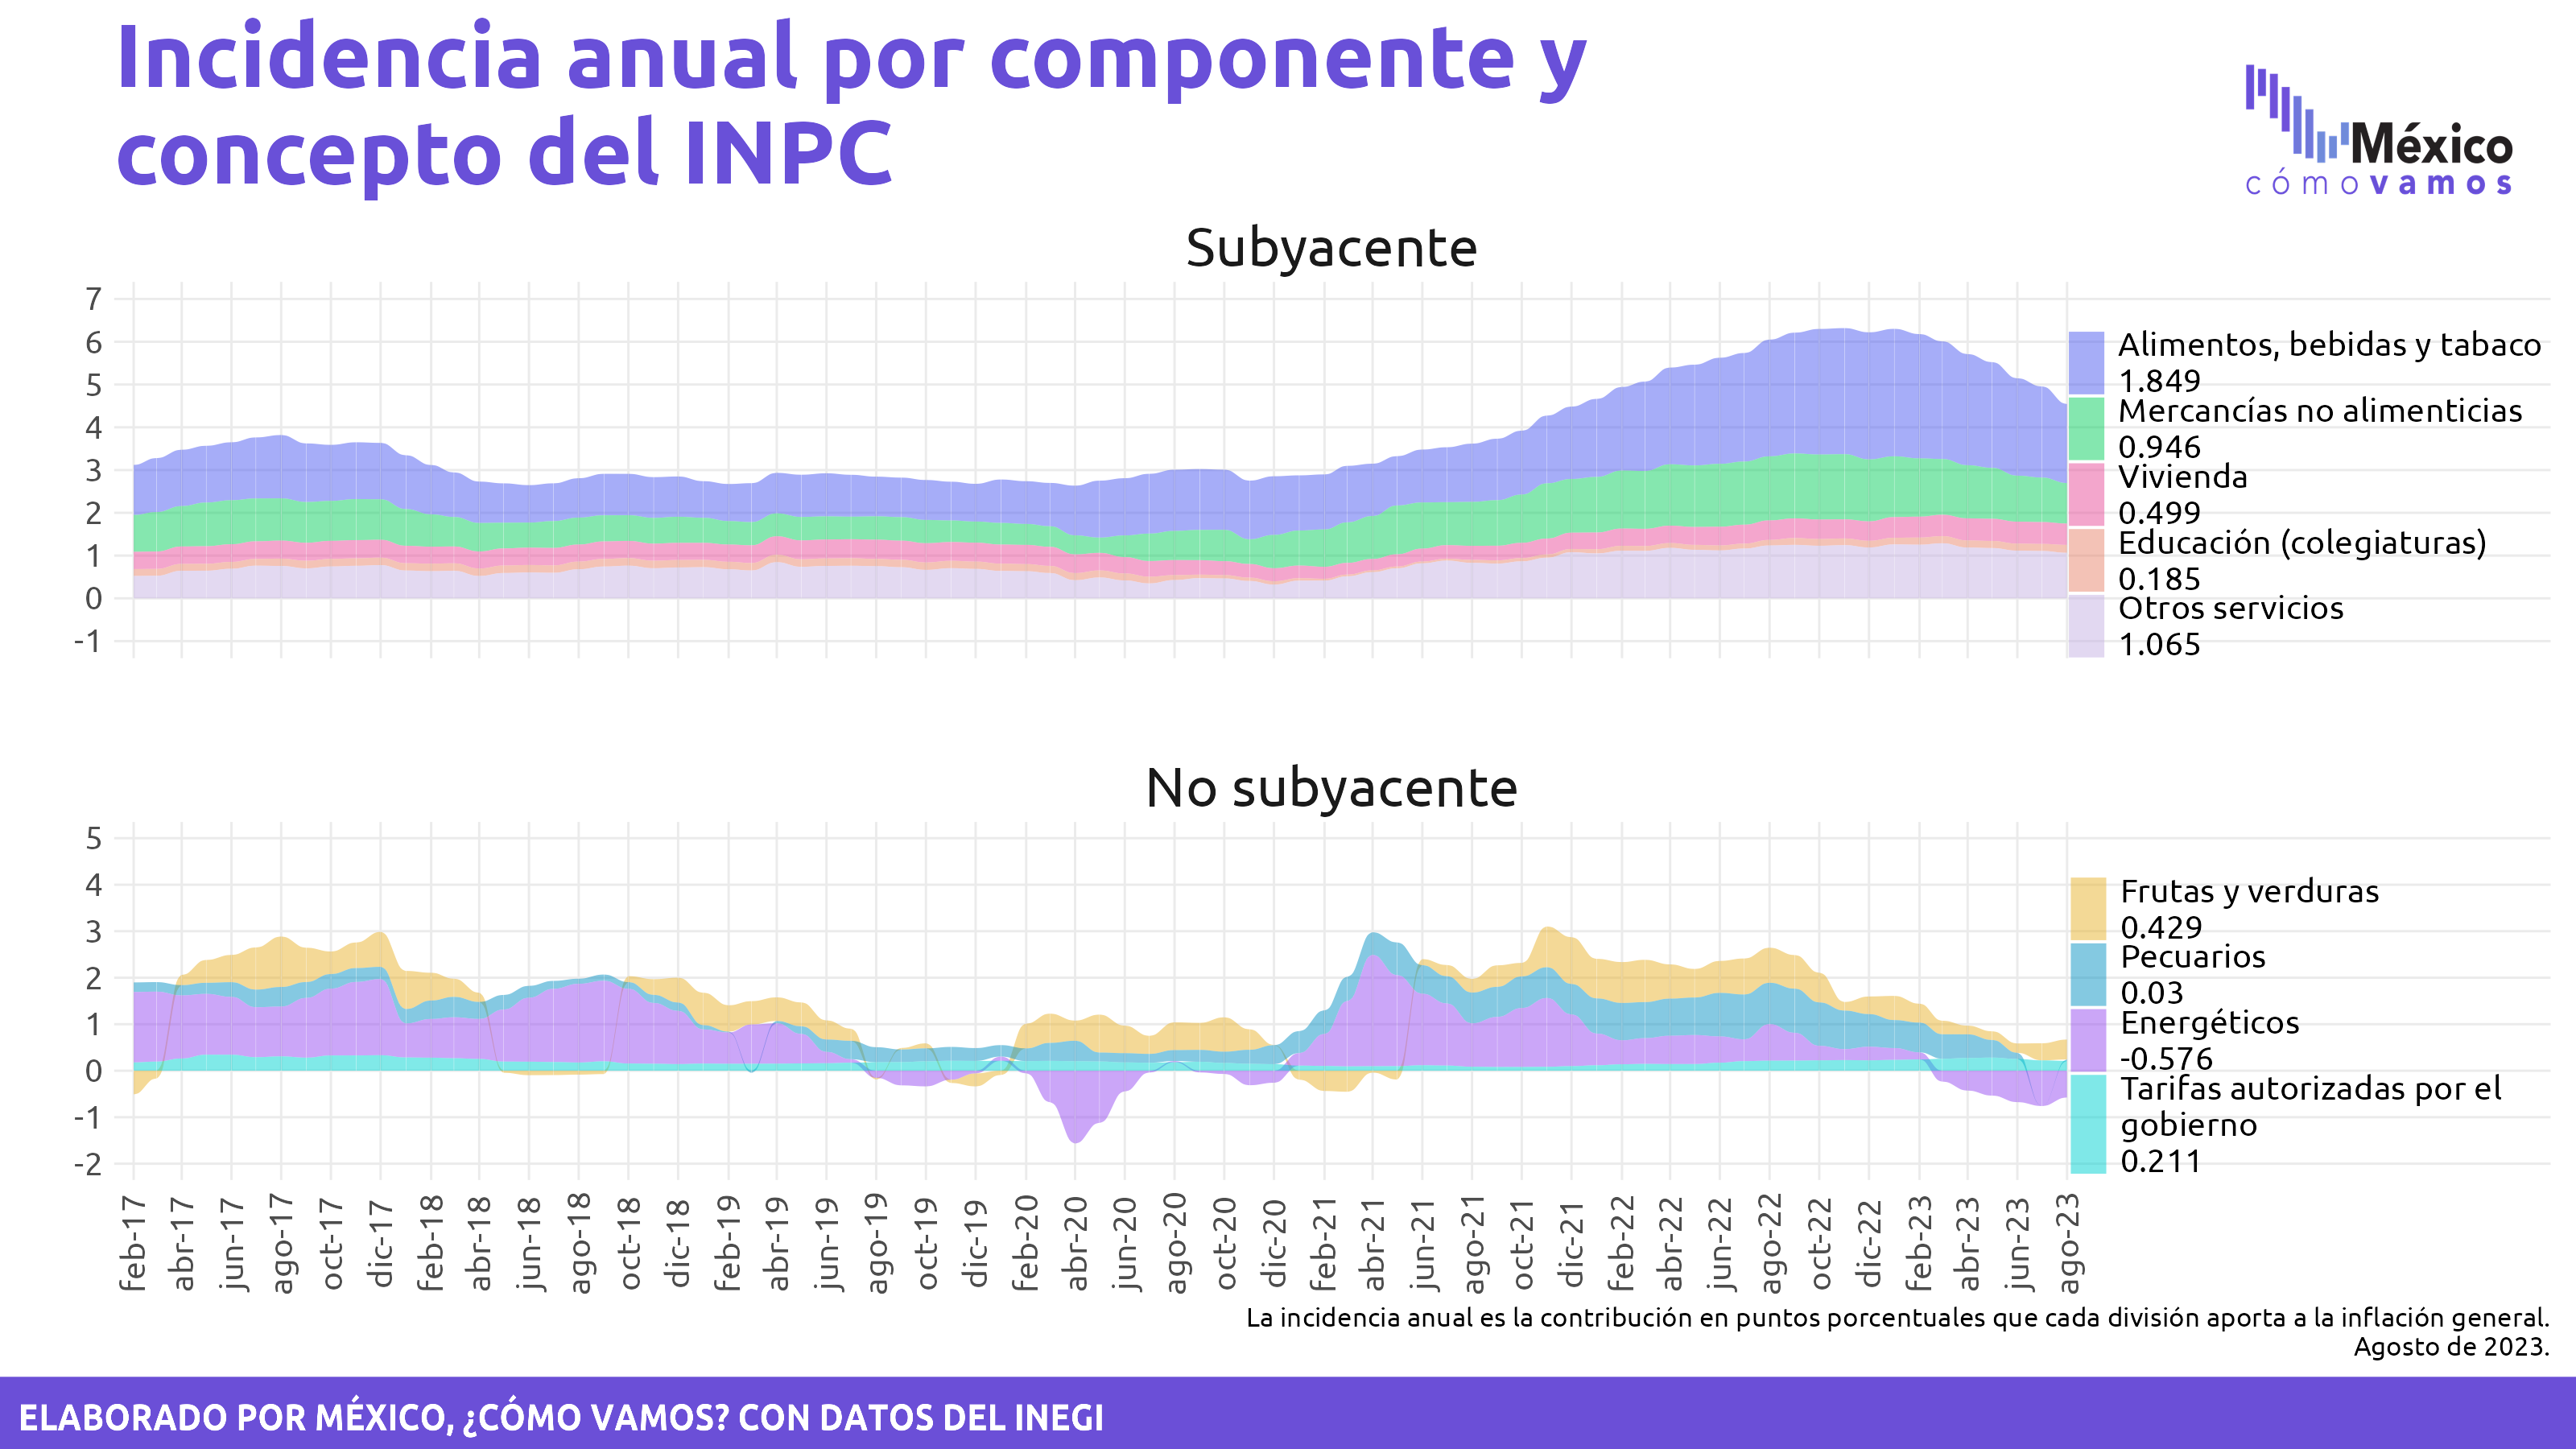 Incidencia anual por componente y
concepto del INPC
México
cómo vamos
Subyacente
7
6
5
4
3
2
1
0
-1
Alimentos, bebidas y tabaco
1.849
Mercancías no alimenticias
0.946
Vivienda
0.499
Educación (colegiaturas)
0.185
Otros servicios
1.065
No subyacente
5
4
3
2
1
0
-1
-2
Frutas y verduras
0.429
Pecuarios
0.03
Energéticos
-0.576
Tarifas autorizadas por el
gobierno
0.211
feb-17
abr-17
jun-17
ago-17
oct-17
dic-17
feb-18
abr-18
jun-18
ago-18
oct-18
dic-18
feb-19
abr-19
jun-19
ago-19
oct-19
dic-19
feb-20
abr-20
jun-20
ago-20
oct-20
dic-20
feb-21
abr-21
jun-21
ago-21
oct-21
dic-21
feb-22
abr-22
jun-22
ago-22
oct-22
dic-22
feb-23
abr-23
jun-23
ago-23
La incidencia anual es la contribución en puntos porcentuales que cada división aporta a la inflación general.
Agosto de 2023.
ELABORADO POR MÉXICO, ¿CÓMO VAMOS? CON DATOS DEL INEGI